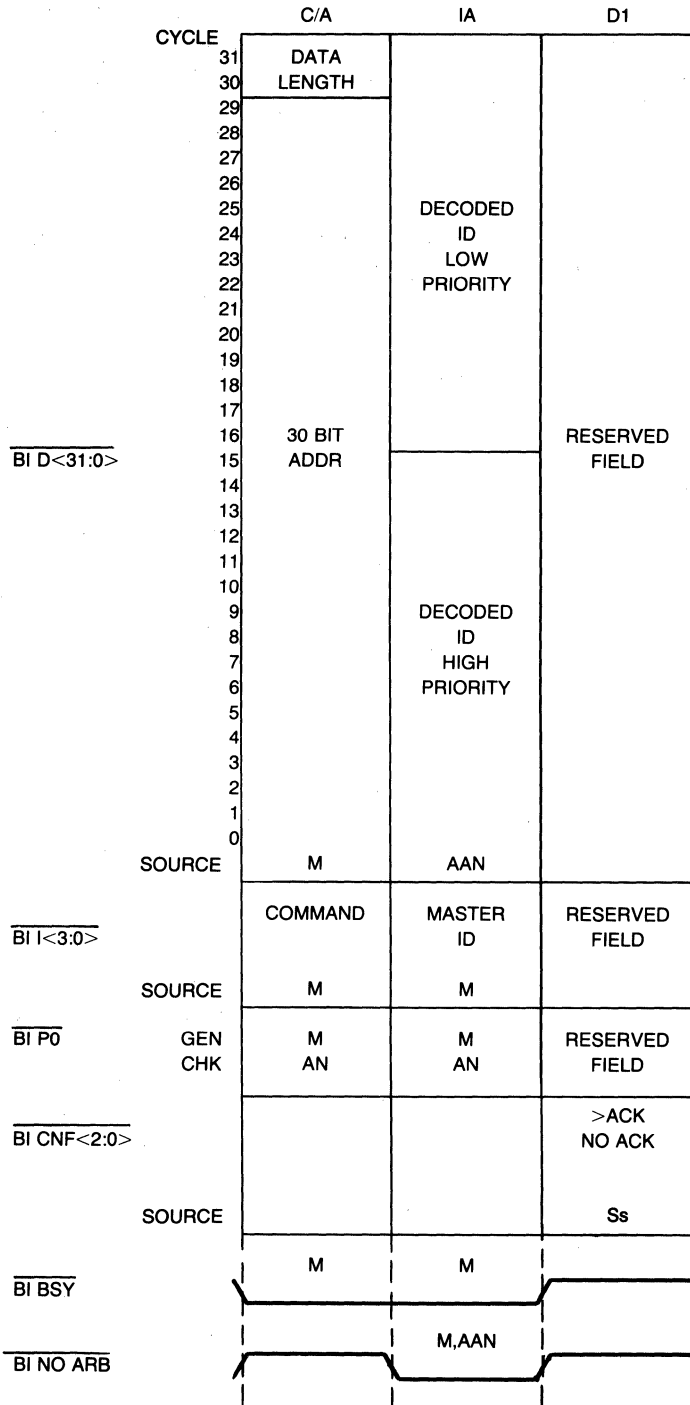 C/A IA D1
CYCLE
31 DATA
30 LENGTH
29
28
27
26
25 DECODED
24 ID
23 LOW
22 PRIORITY
21
20
19
18
17
16 30 BIT RESERVED
BI D<31:0> 15 ADDR FIELD
14
13
12
11
10
9 DECODED
8 ID
7 HIGH
6 PRIORITY
5
4
3
2
1
0
SOURCE M AAN
COMMAND MASTER RESERVED
BI I<3:0> ID FIELD
SOURCE M M
BI P0 GEN M M RESERVED
CHK AN AN FIELD
>ACK
BI CNF<2:0> NO ACK
SOURCE Ss
M M
BI BSY
M,AAN
BI NO ARB